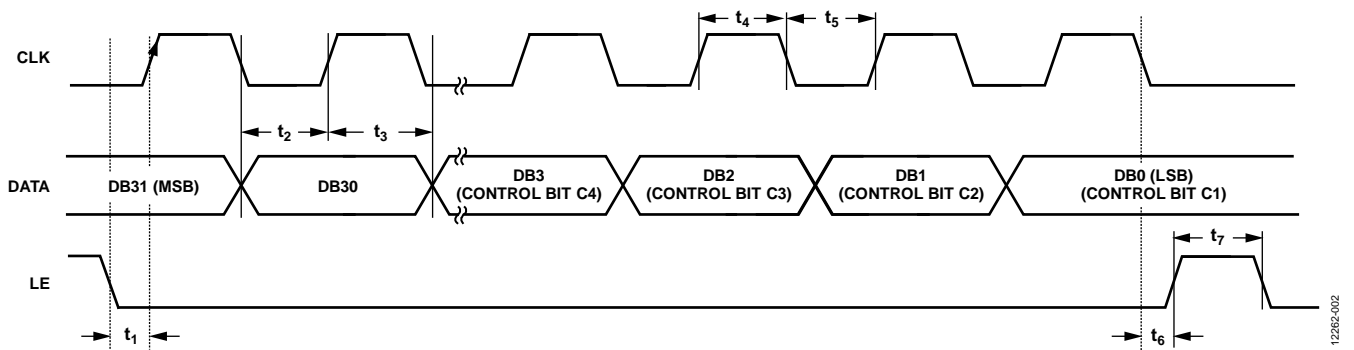 t4
t5
CLK
t2
t3
DATA
DB31 (MSB)
DB30
DB3
(CONTROL BIT C4)
DB2
(CONTROL BIT C3)
DB1
(CONTROL BIT C2)
DB0 (LSB)
(CONTROL BIT C1)
t7
LE
t1
t6
12262-002